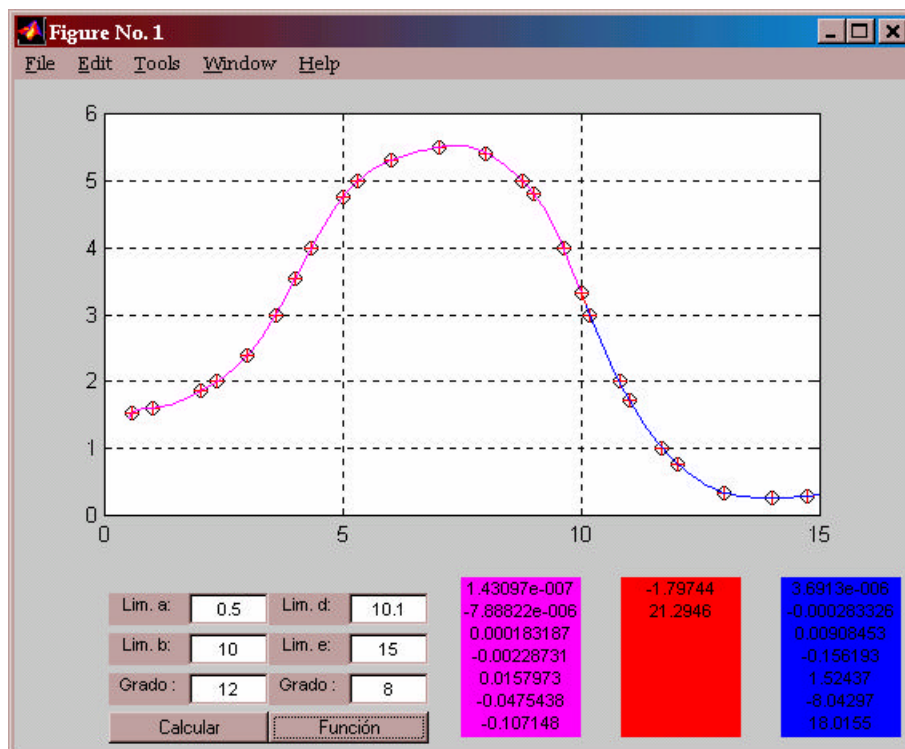 Figure No. 1
File Edit Tools Window Help
6
5
4
3
2
1
0
0 5 10 15
Lim. a: 0.5 Lim. d: 10.1
Lim. b: 10 Lim. e: 15
Grado : 12 Grado : 8
Calcular Función
1.43097e-007
-7.88822e-006
0.000183187
-0.00228731
0.0157973
-0.0475438
-0.107148
-1.79744
21.2946
3.6913e-006
-0.000283326
0.00908453
-0.156193
1.52437
-8.04297
18.0155